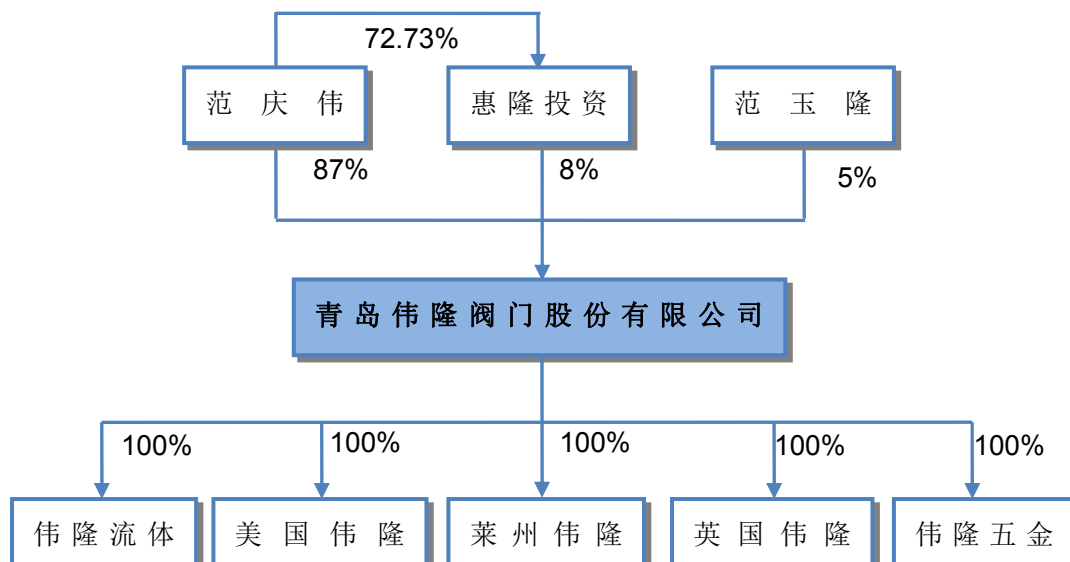 72.73%
范庆伟
惠隆投资
范玉隆
87%
8%
5%
青岛伟隆阀门股份有限公司
100%
100%
100%
100%
100%
伟隆流体
美国伟隆
莱州伟隆
英国伟隆
伟隆五金